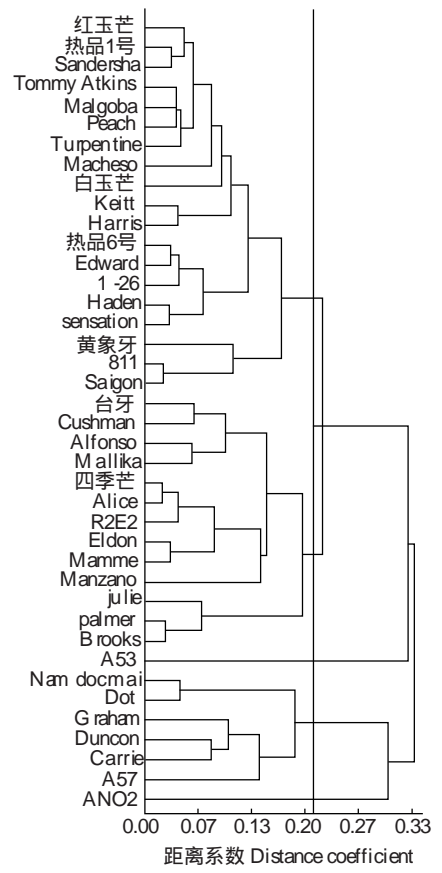 红玉芒
热品1号
Sandersha
Tommy Atkins
Malgoba
Peach
Turpentine
Macheso
白玉芒
Keitt
Harris
热品6号
Edward
1 -26
Haden
sensation
黄象牙
811
Saigon
台牙
Cushman
Alfonso
Mallika
四季芒
Alice
R2E2
Eldon
Mamme
Manzano
julie
palmer
Brooks
A53
Nam docmai
Dot
Graham
Duncon
Carrie
A57
ANO2
0.00 0.07 0.13 0.20 0.27 0.33
距离系数 Distance coefficient